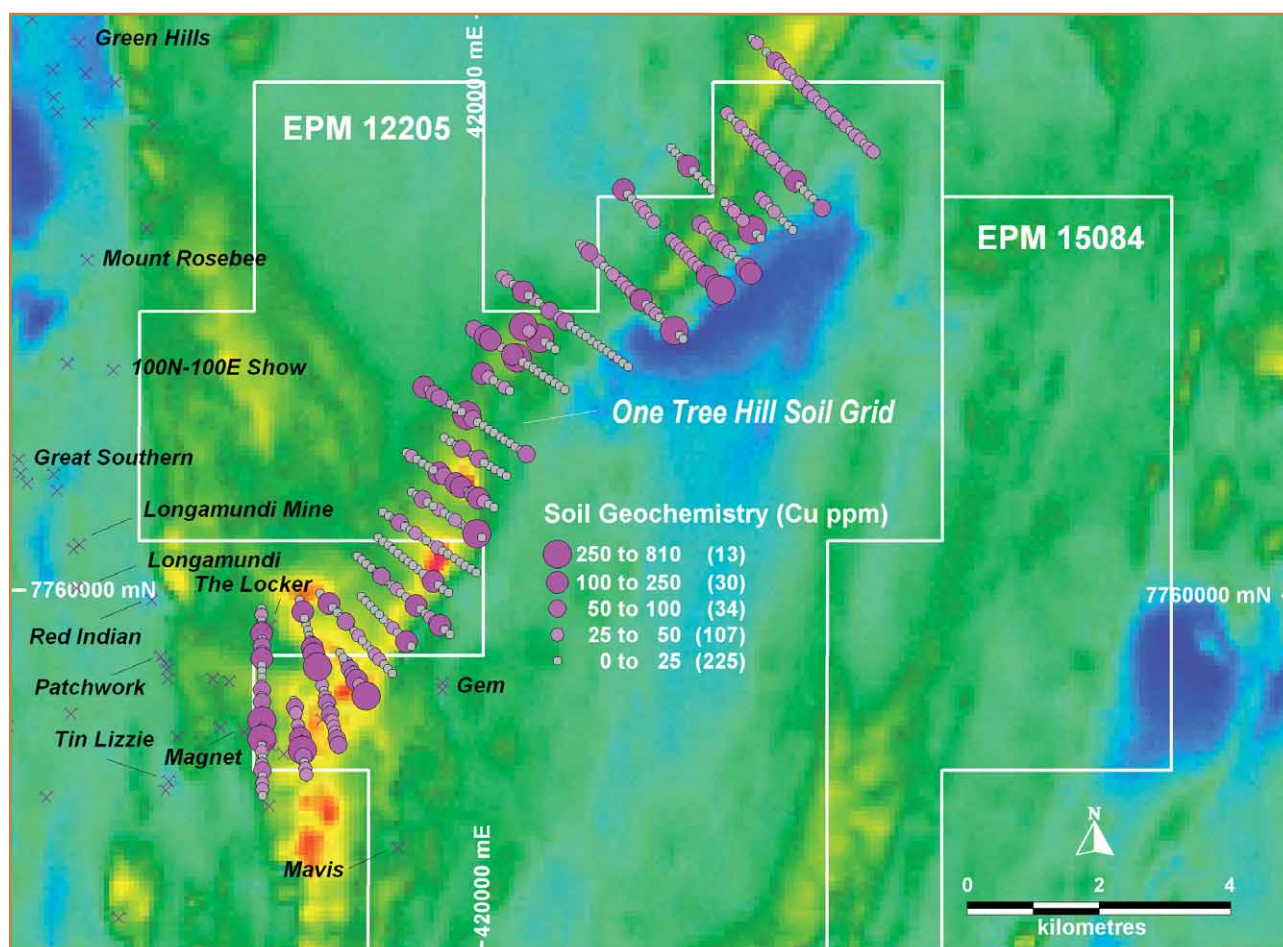 Green Hills
420000 mE
EPM 12205
EPM 15084
Mount Rosebee
100N-100E Show
One Tree Hill Soil Grid
Great Southern
Longamundi Mine
Soil Geochemistry (Cu ppm)
250 to 810 (13)
100 to 250 (30)
50 to 100 (34)
25 to 50 (107)
0 to 25 (225)
Longamundi
The Locker
7760000 mN
7760000 mN
Red Indian
Patchwork
Gem
Tin Lizzie
Magnet
Mavis
420000 mE
N
0 2 4
kilometres